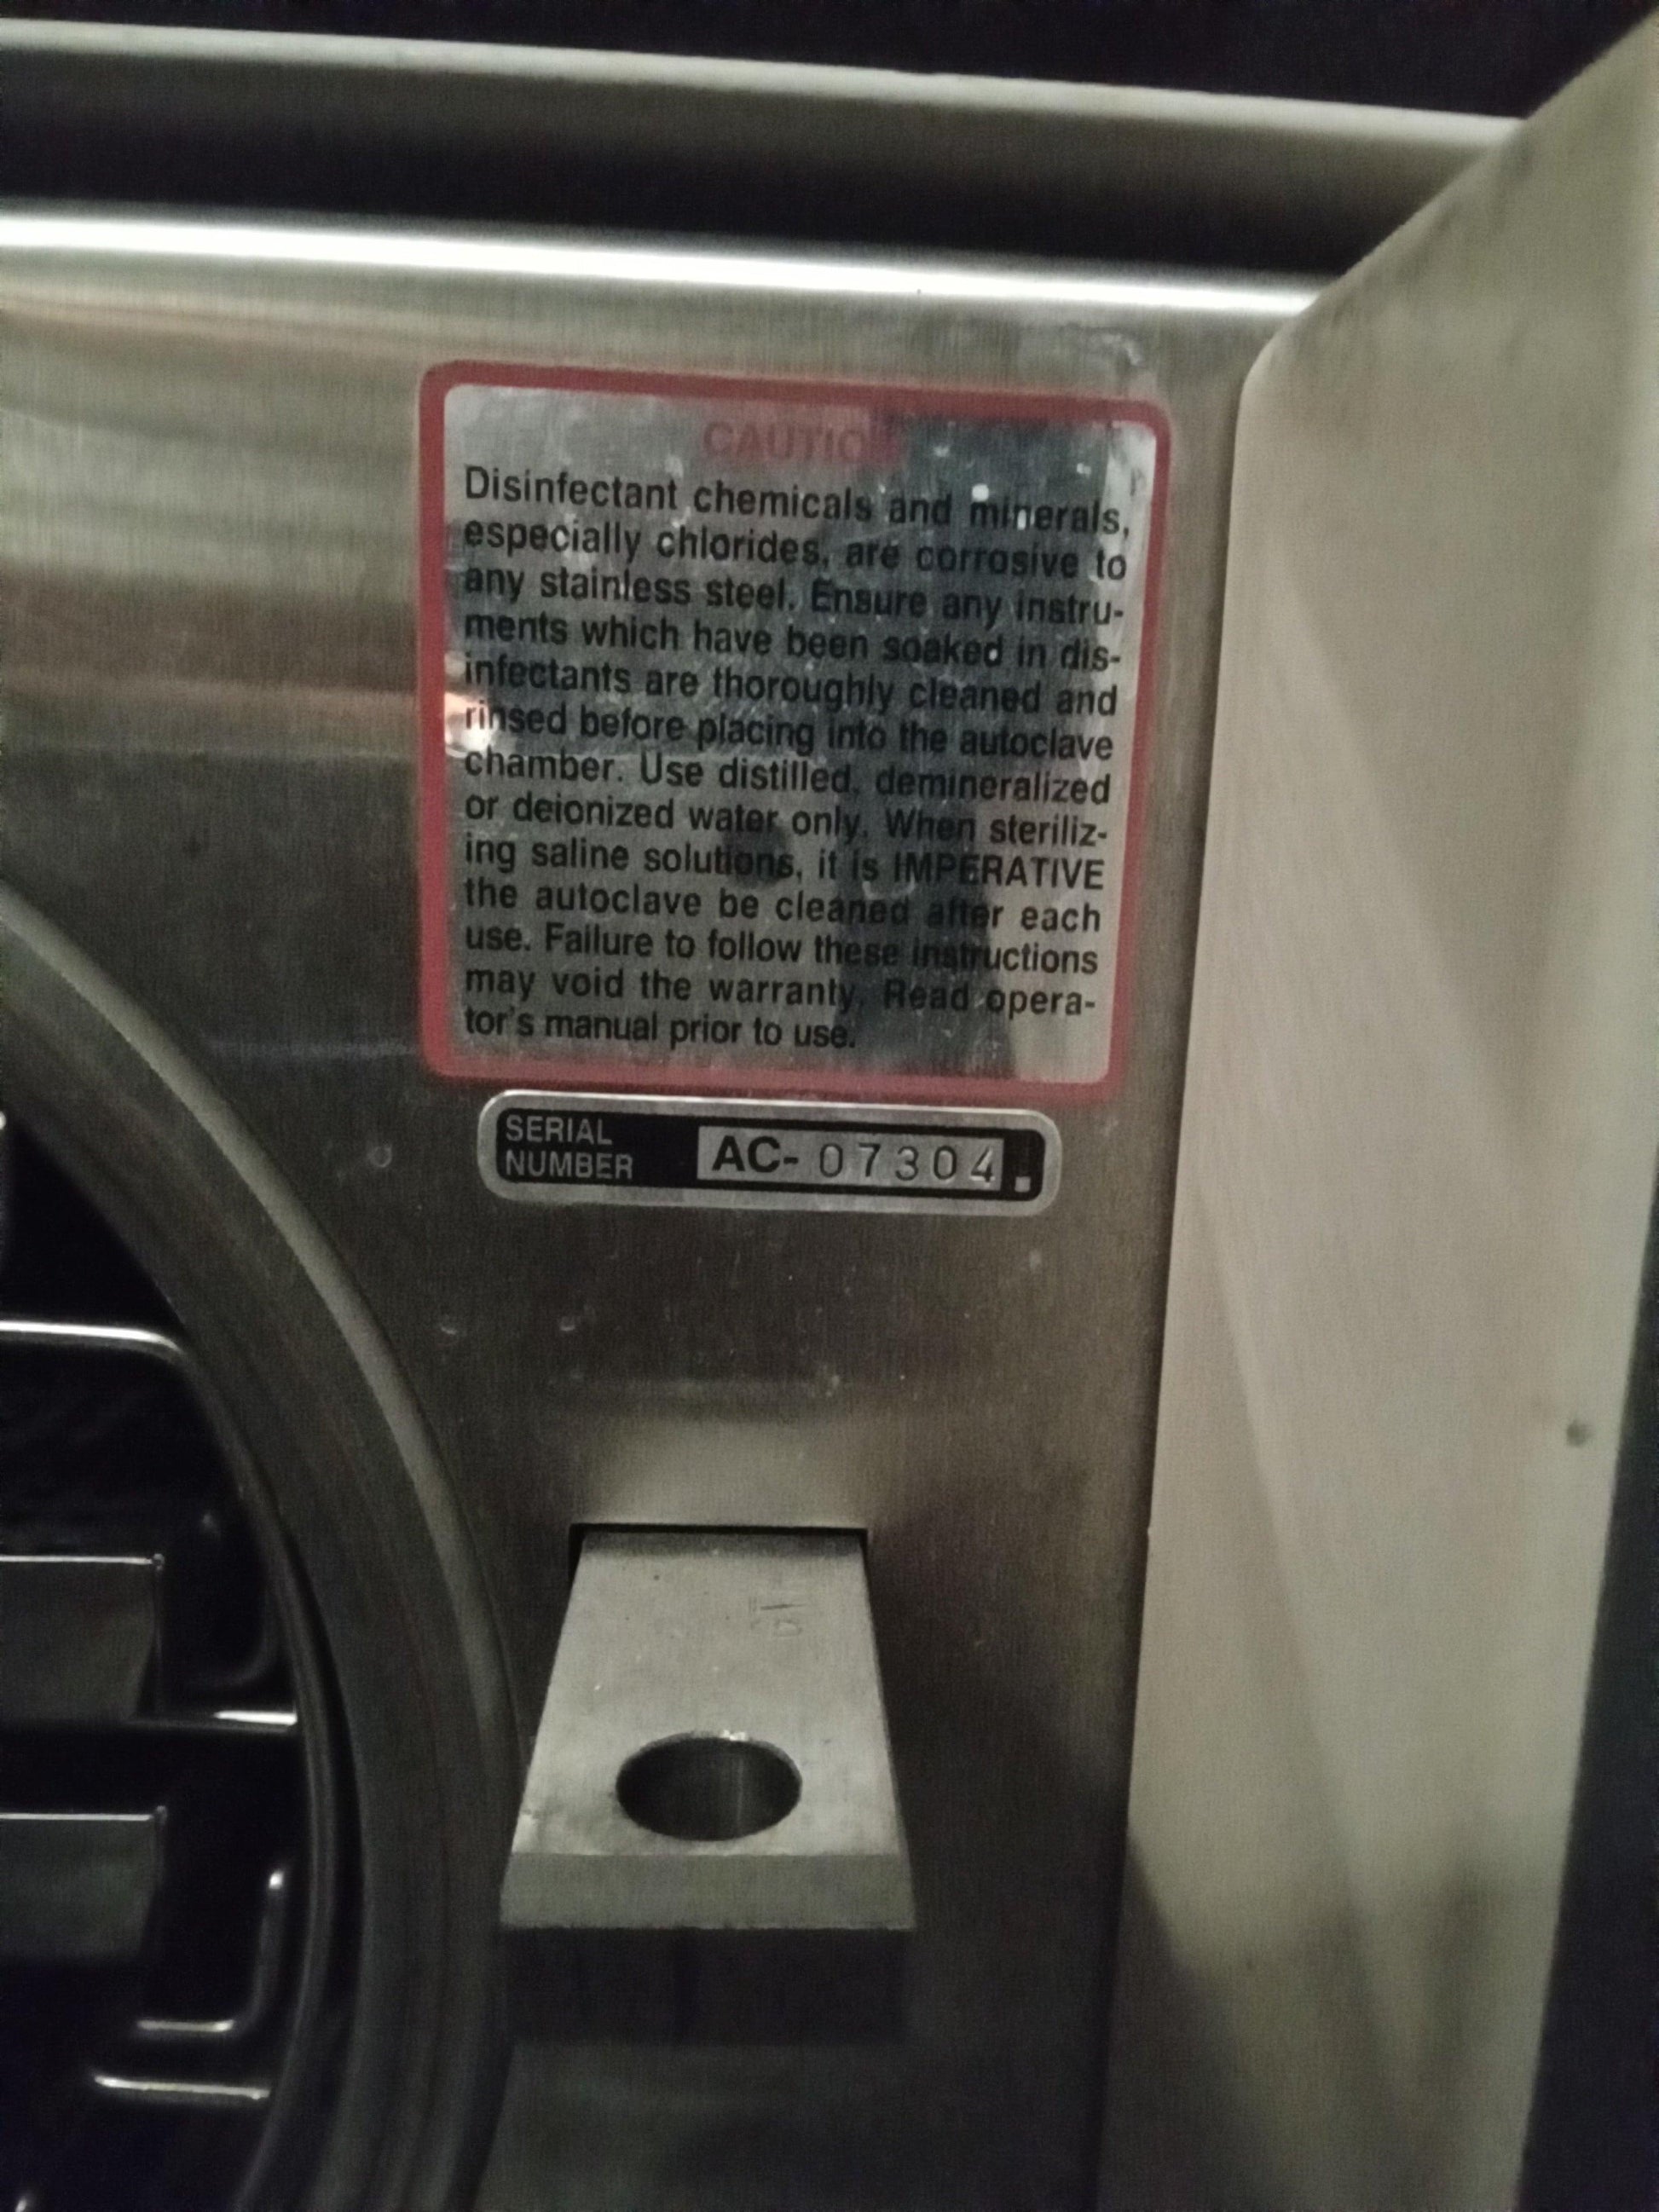 CAUTION
Disinfectant chemicals and minerals,
especially chlorides, are corrosive to
any stainless steel. Ensure any instru-
ments which have been soaked in dis-
infectants are thoroughly cleaned and
rinsed before placing into the autoclave
chamber. Use distilled, demineralized
or deionized water only. When steriliz-
ing saline solutions, it is IMPERATIVE
the autoclave be cleaned after each
use. Failure to follow these instructions
may void the warranty. Read opera-
tor's manual prior to use.
SERIAL
NUMBER AC- 07304